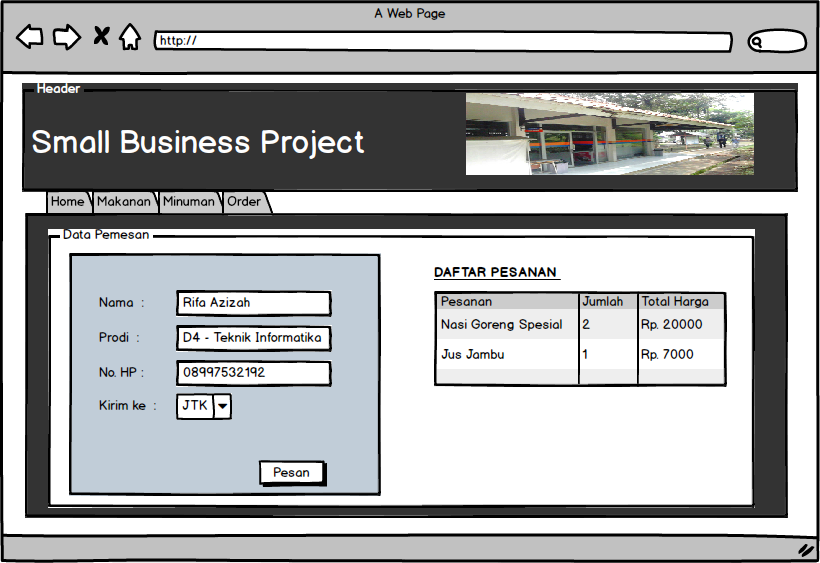 A Web Page
http://
Header
Small Business Project
Home Makanan Minuman Order
Data Pemesan
Nama :
Rifa Azizah
Prodi :
D4 - Teknik Informatika
No. HP :
08997532192
Kirim ke :
JTK
Pesan
DAFTAR PESANAN
Pesanan Jumlah Total Harga
Nasi Goreng Spesial 2 Rp. 20000
Jus Jambu 1 Rp. 7000